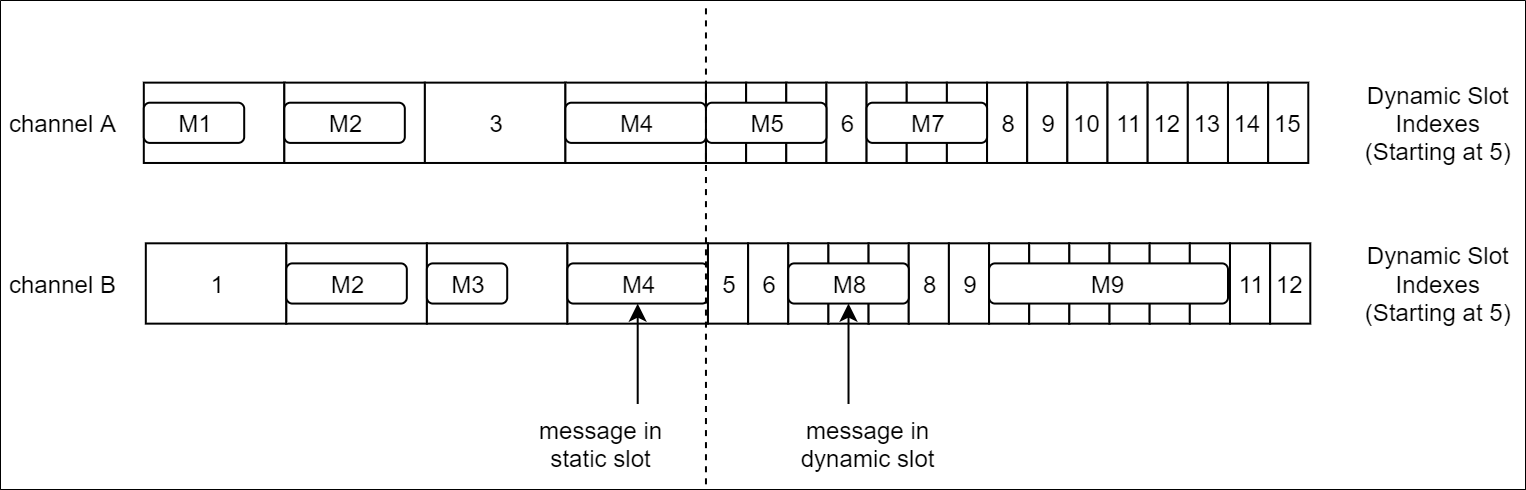 channel A
M1
M2
3
M4
M5
6
M7
8
9
10
11
12
13
14
15
Dynamic Slot
Indexes
(Starting at 5)
channel B
1
M2
M3
M4
5
6
M8
8
9
M9
11
12
Dynamic Slot
Indexes
(Starting at 5)
message in
static slot
message in
dynamic slot